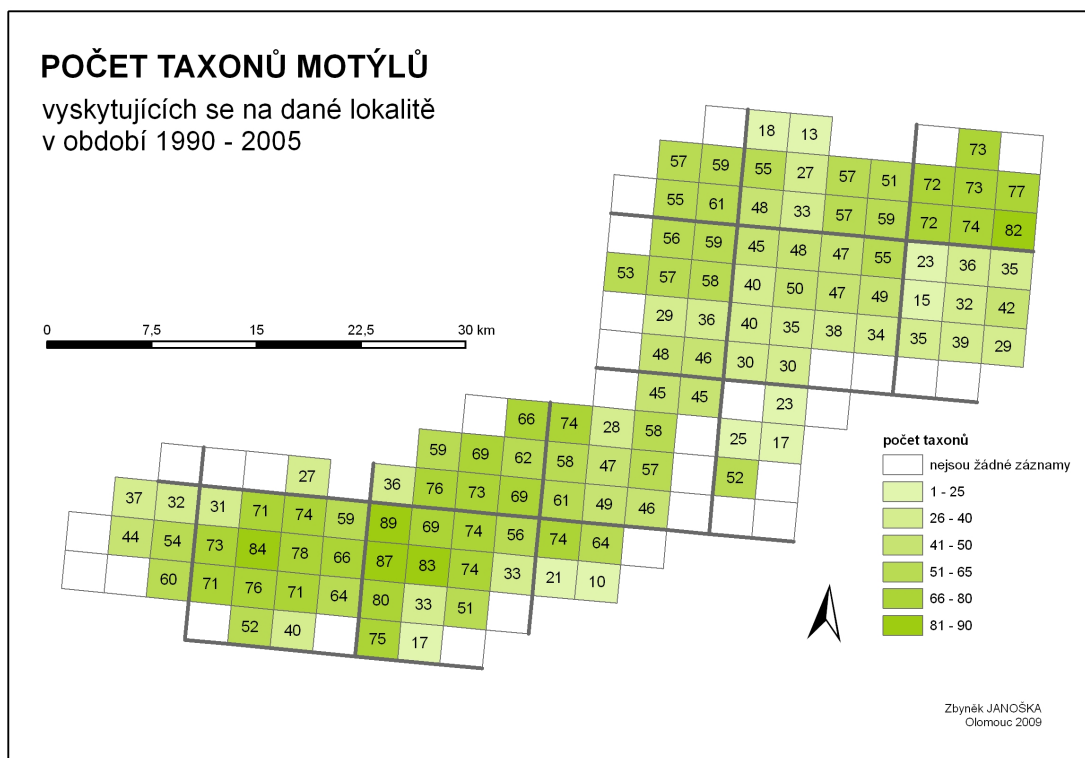 POČET TAXONŮ MOTÝLŮ
vyskytujících se na dané lokalitě
v období 1990 - 2005
18 13 73
57 59 55 27 57 51 72 73 77
55 61 48 33 57 59 72 74 82
56 59 45 48 47 55 23 36 35
53 57 58 40 50 47 49 15 32 42
29 36 40 35 38 34 35 39 29
48 46 30 30
45 45 23
0 7,5 15 22,5 30 km
66 74 28 58 25 17
59 69 62 58 47 57 52
27 36 76 73 69 61 49 46
37 32 31 71 74 59 89 69 74 56 74 64
44 54 73 84 78 66 87 83 74 33 21 10
60 71 76 71 64 80 33 51
52 40 75 17
počet taxonů
nejsou žádné záznamy
1 - 25
26 - 40
41 - 50
51 - 65
66 - 80
81 - 90
Zbyněk JANOŠKA
Olomouc 2009